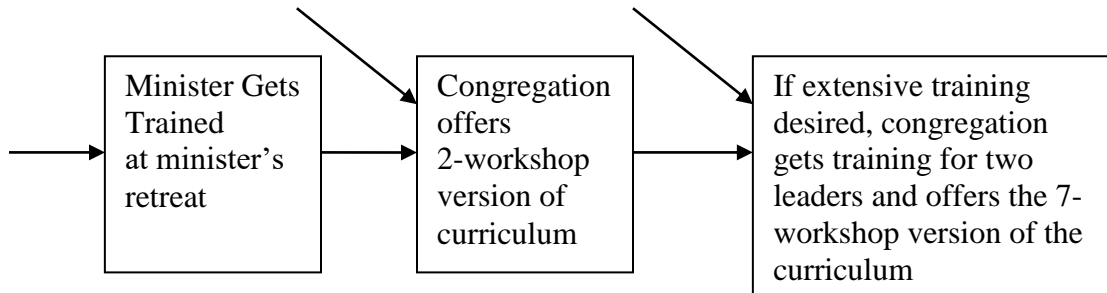 Minister Gets
Trained
at minister’s
retreat
Congregation
offers
2-workshop
version of
curriculum
If extensive training
desired, congregation
gets training for two
leaders and offers the 7-
workshop version of the
curriculum